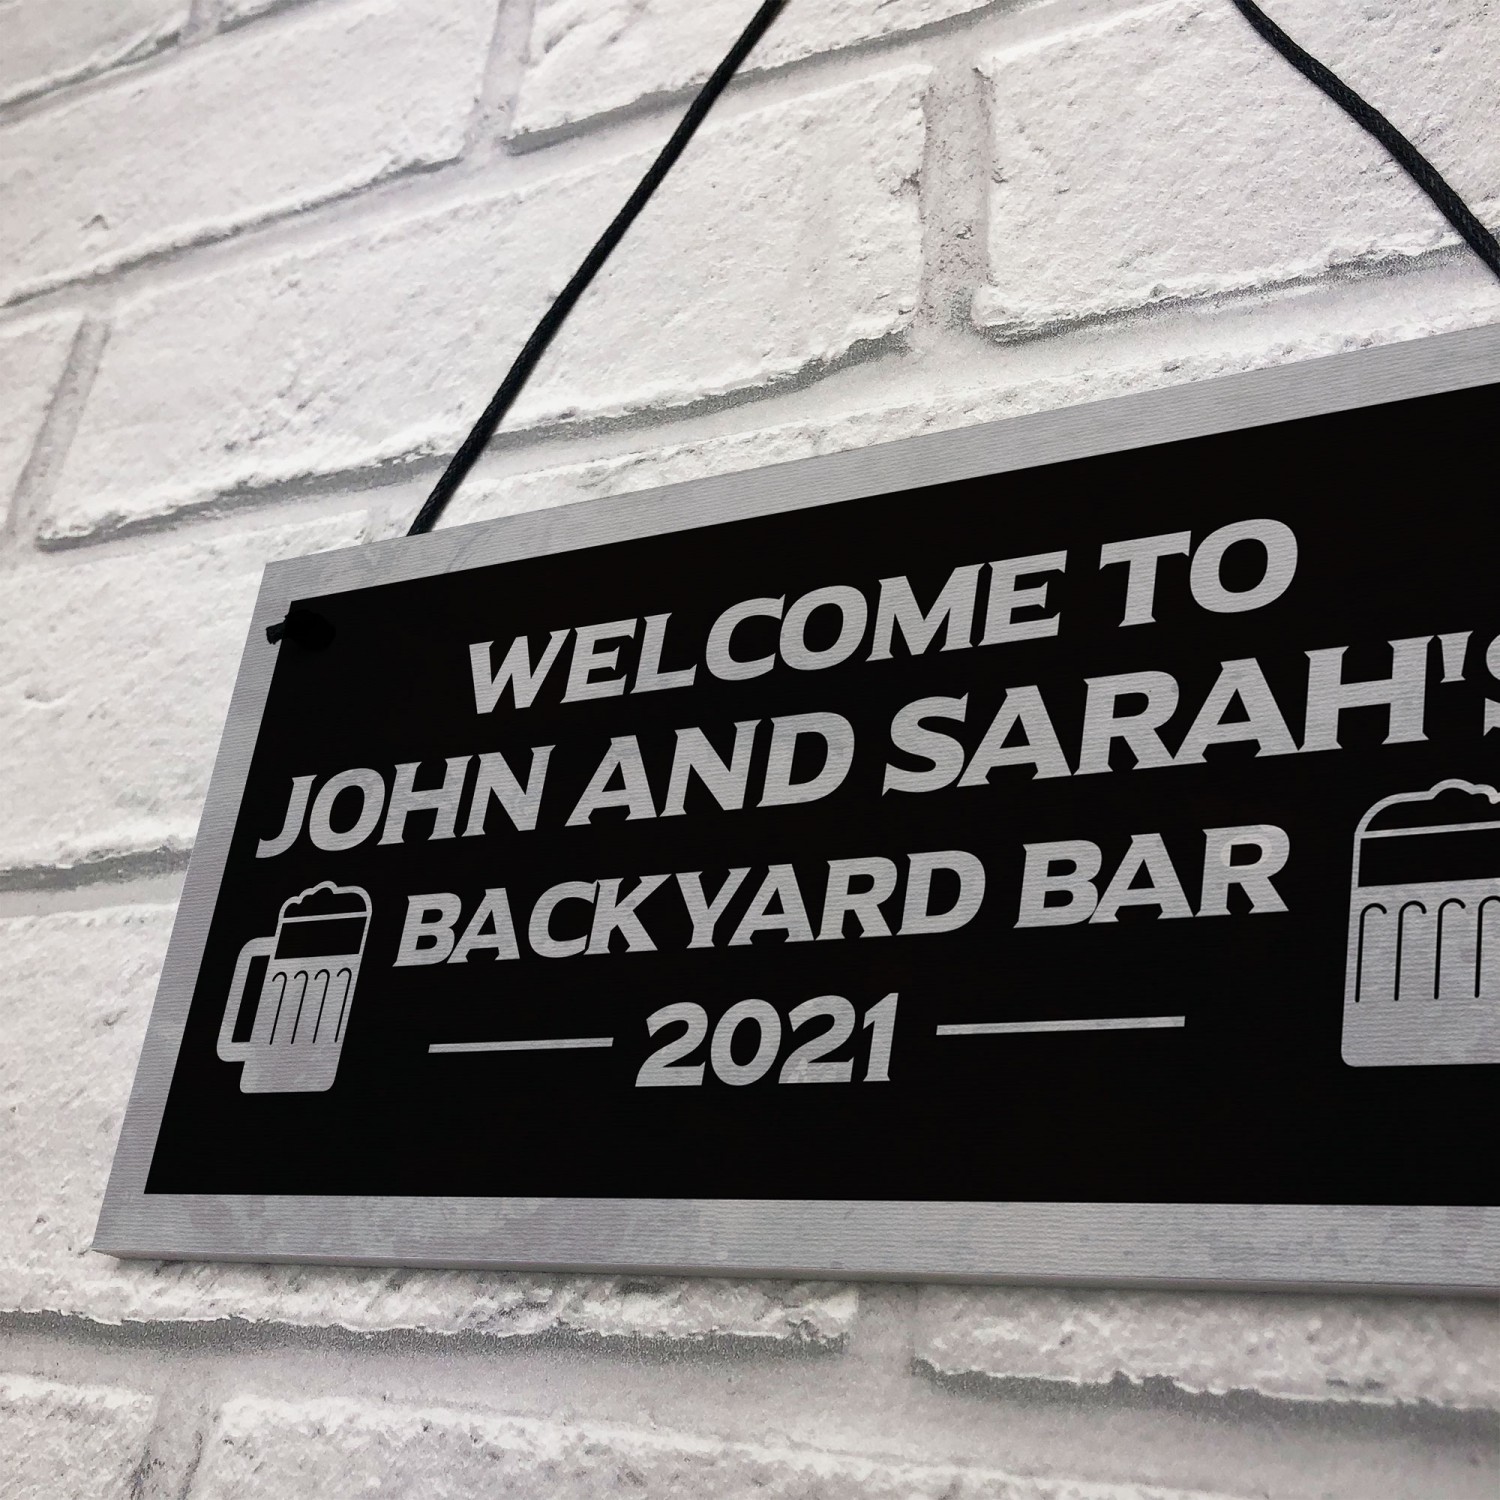 WELCOME TO
JOHN AND SARAH'S
BACKYARD BAR
2021